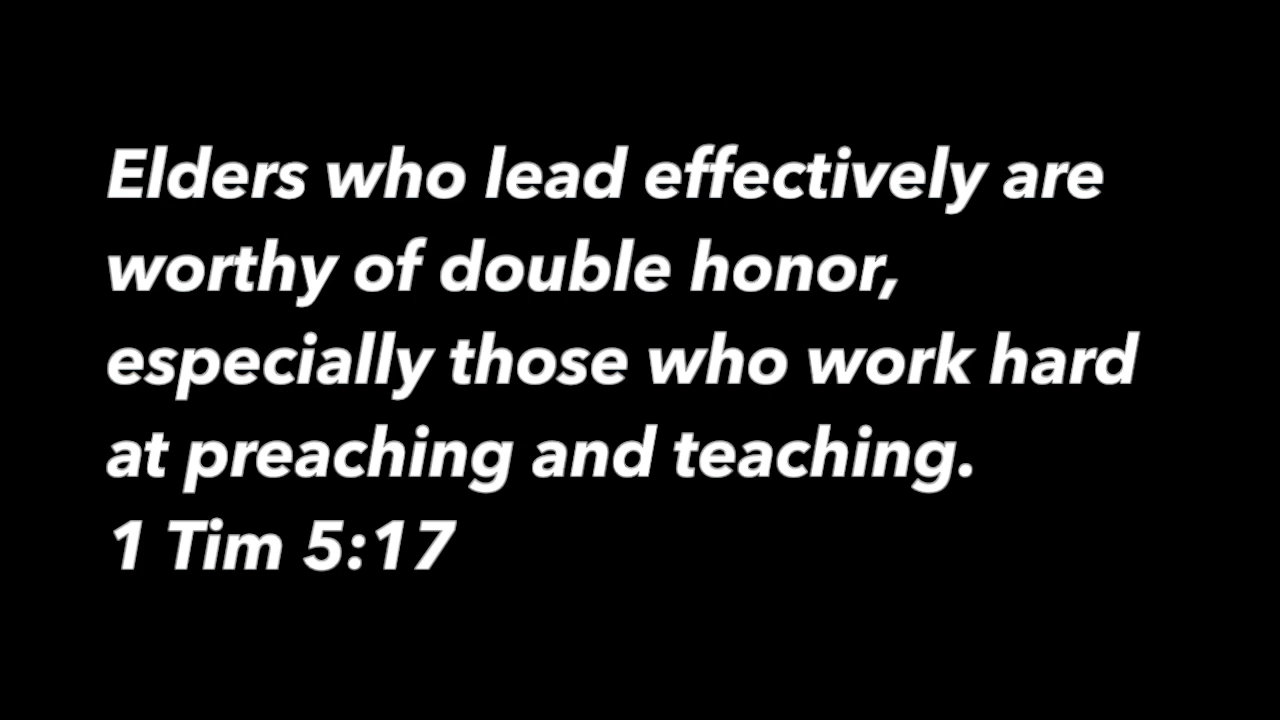 Elders who lead effectively are
worthy of double honor,
especially those who work hard
at preaching and teaching.
1 Tim 5:17